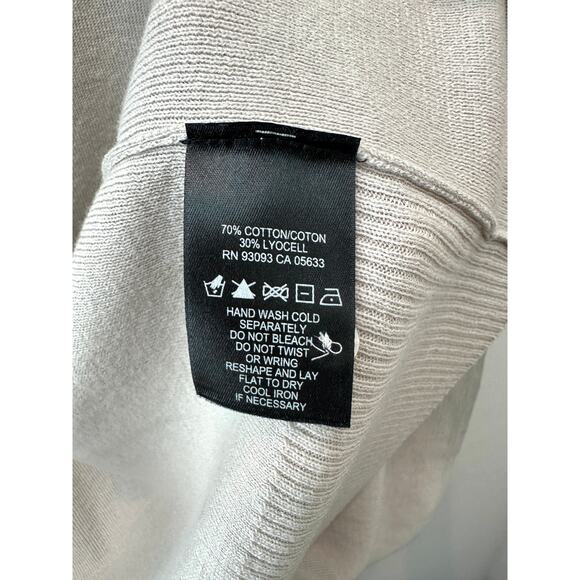 70% COTTON/COTON
30% LYOCELL
RN 93093 CA 05633
HAND WASH COLD
SEPARATELY
DO NOT BLEACH
DO NOT TWIST
OR WRING
RESHAPE AND LAY
FLAT TO DRY
COOL IRON
IF NECESSARY